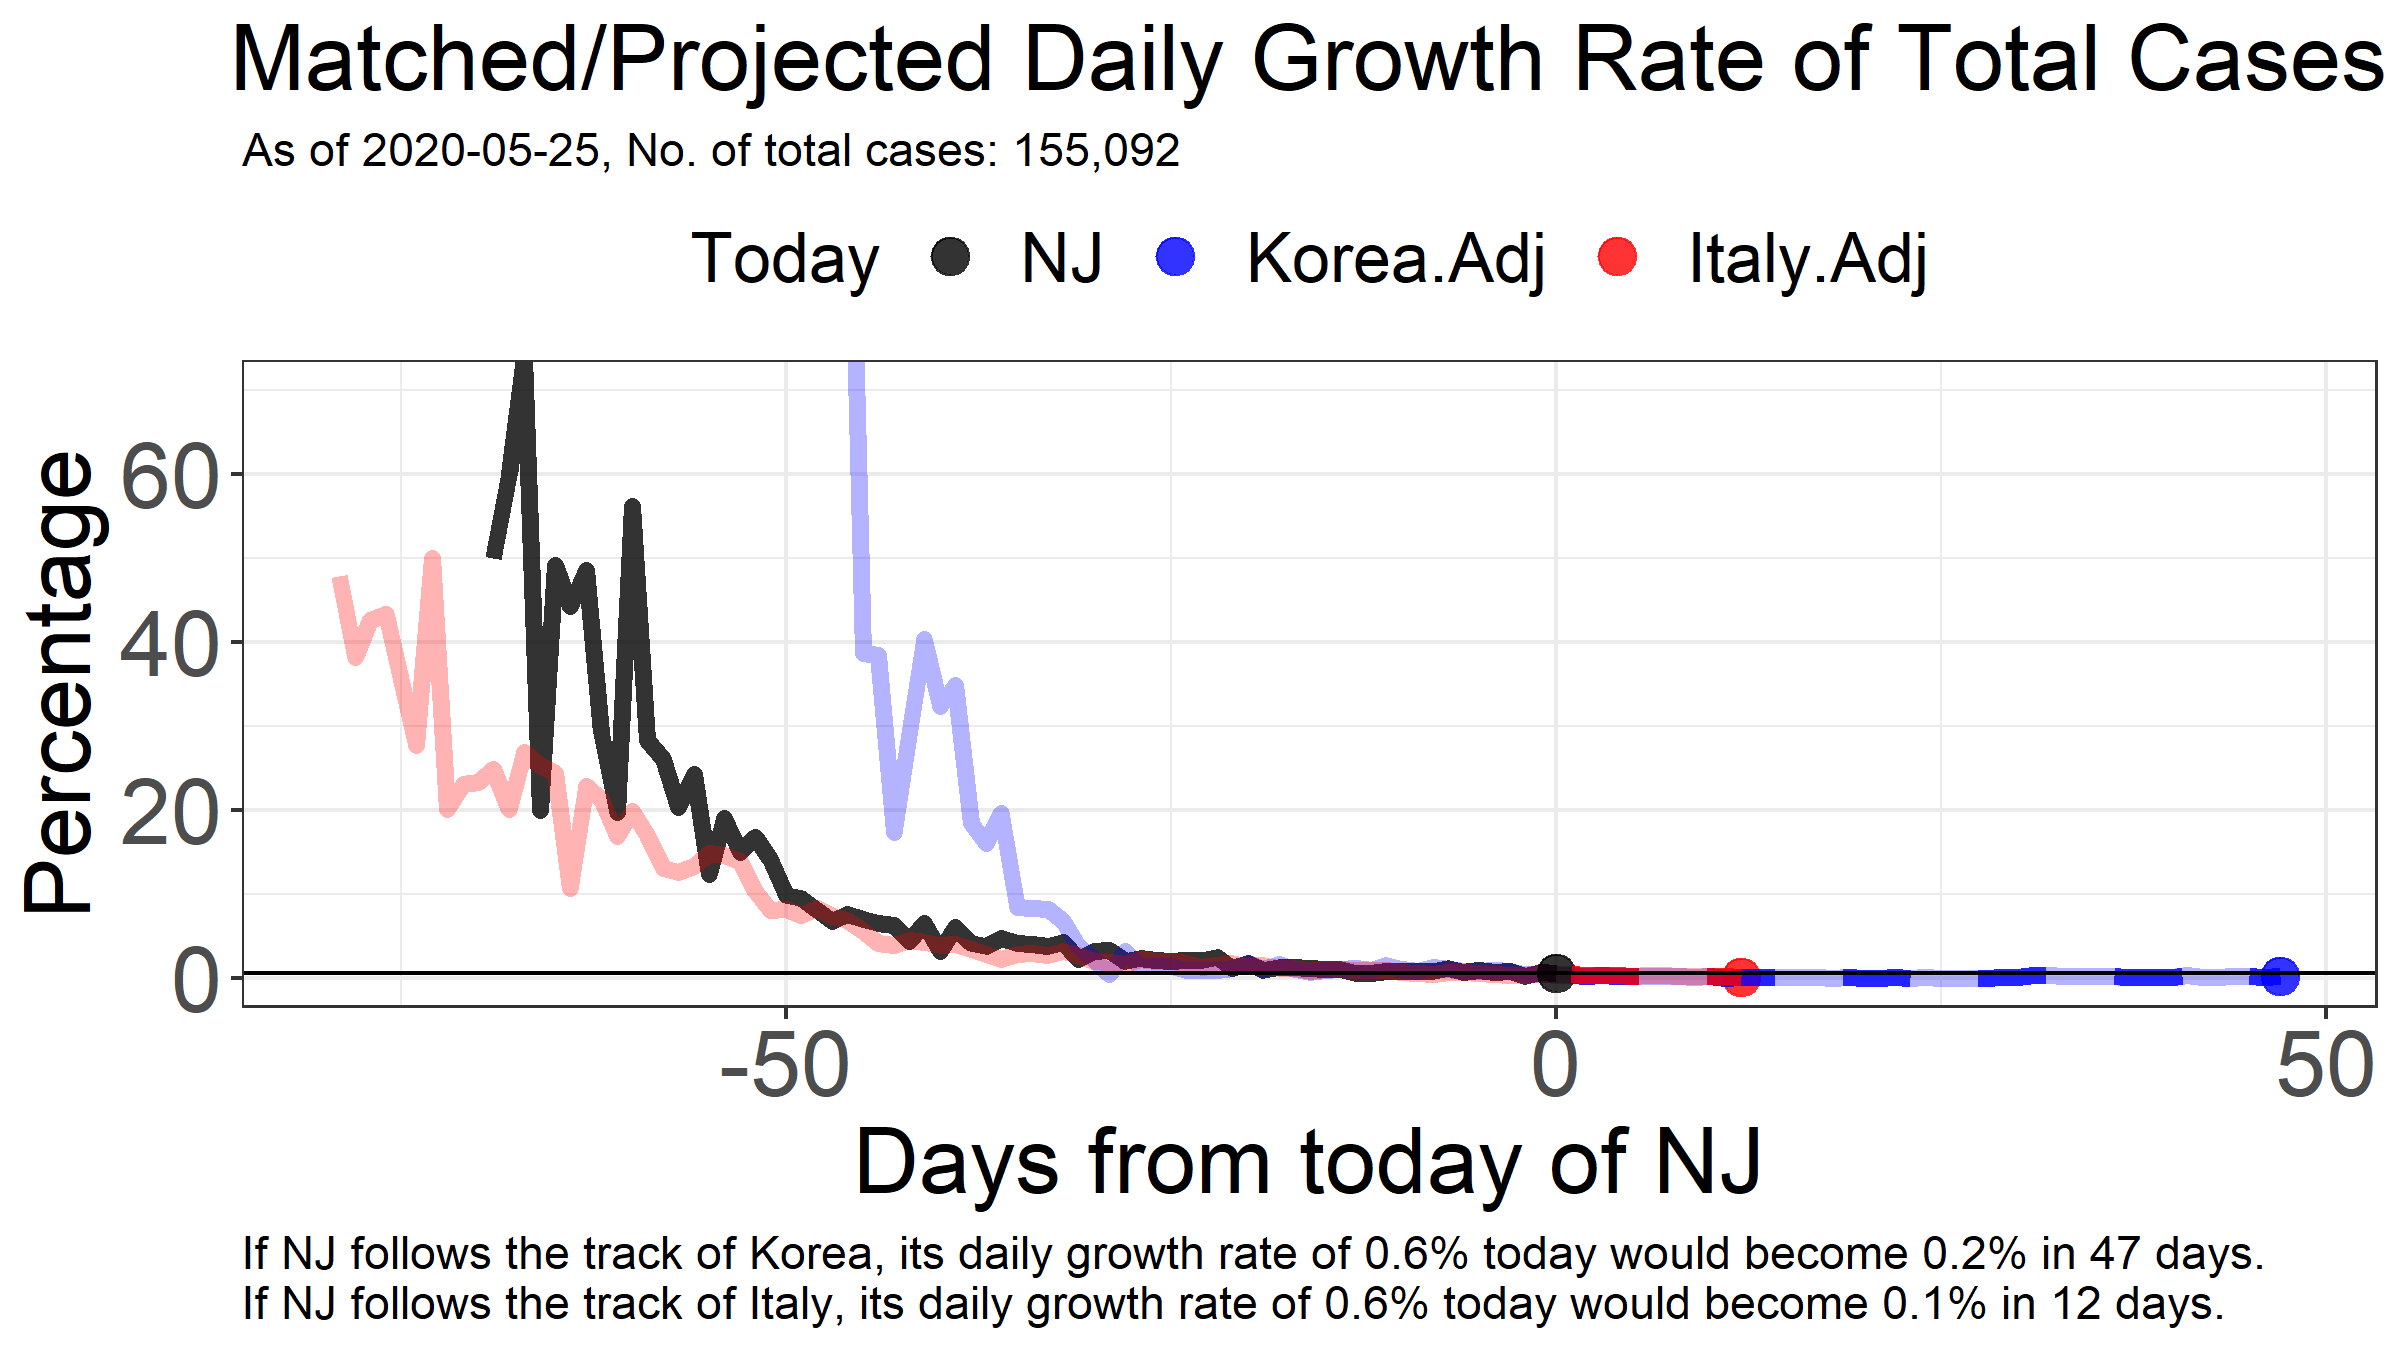 Matched/Projected Daily Growth Rate of Total Cases
As of 2020-05-25, No. of total cases: 155,092
Today NJ Korea.Adj Italy.Adj
Percentage
60
40
20
0
-50 0 50
Days from today of NJ
If NJ follows the track of Korea, its daily growth rate of 0.6% today would become 0.2% in 47 days.
If NJ follows the track of Italy, its daily growth rate of 0.6% today would become 0.1% in 12 days.